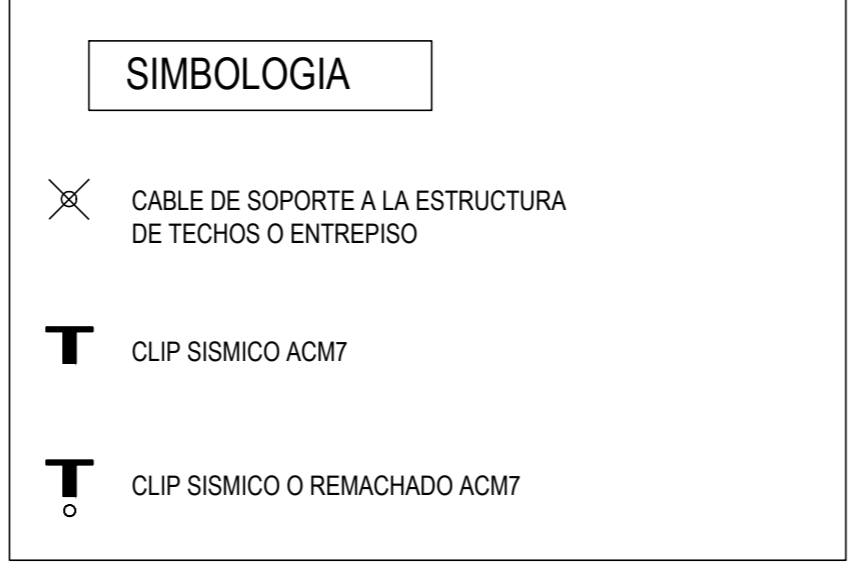 SIMBOLOGIA
CABLE DE SOPORTE A LA ESTRUCTURA
DE TECHOS O ENTREPISO
CLIP SISMICO ACM7
CLIP SISMICO O REMACHADO ACM7